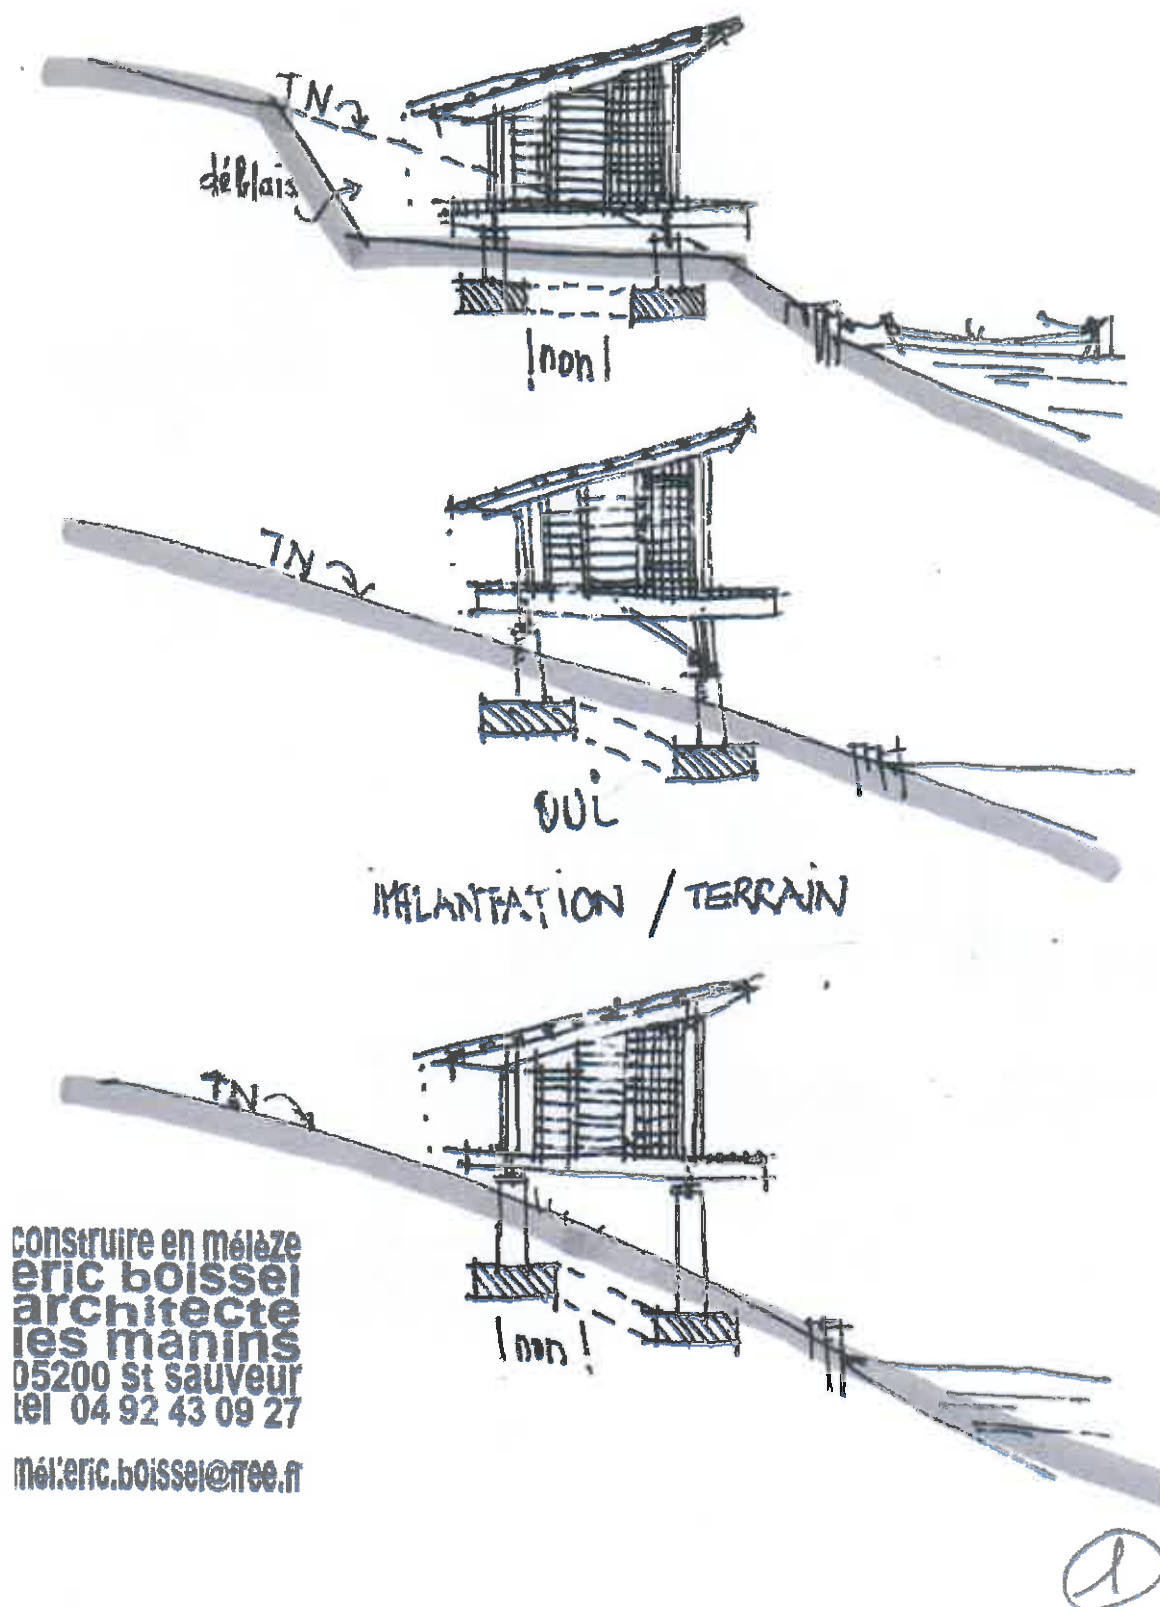 TN
déblais
non
TN
OUI
IMPLANTATION / TERRAIN
TN
non
construire en mélèze
eric boissel
architecte
les manins
05200 st sauveur
tel 04 92 43 09 27
mél:eric.boissel@free.fr
1